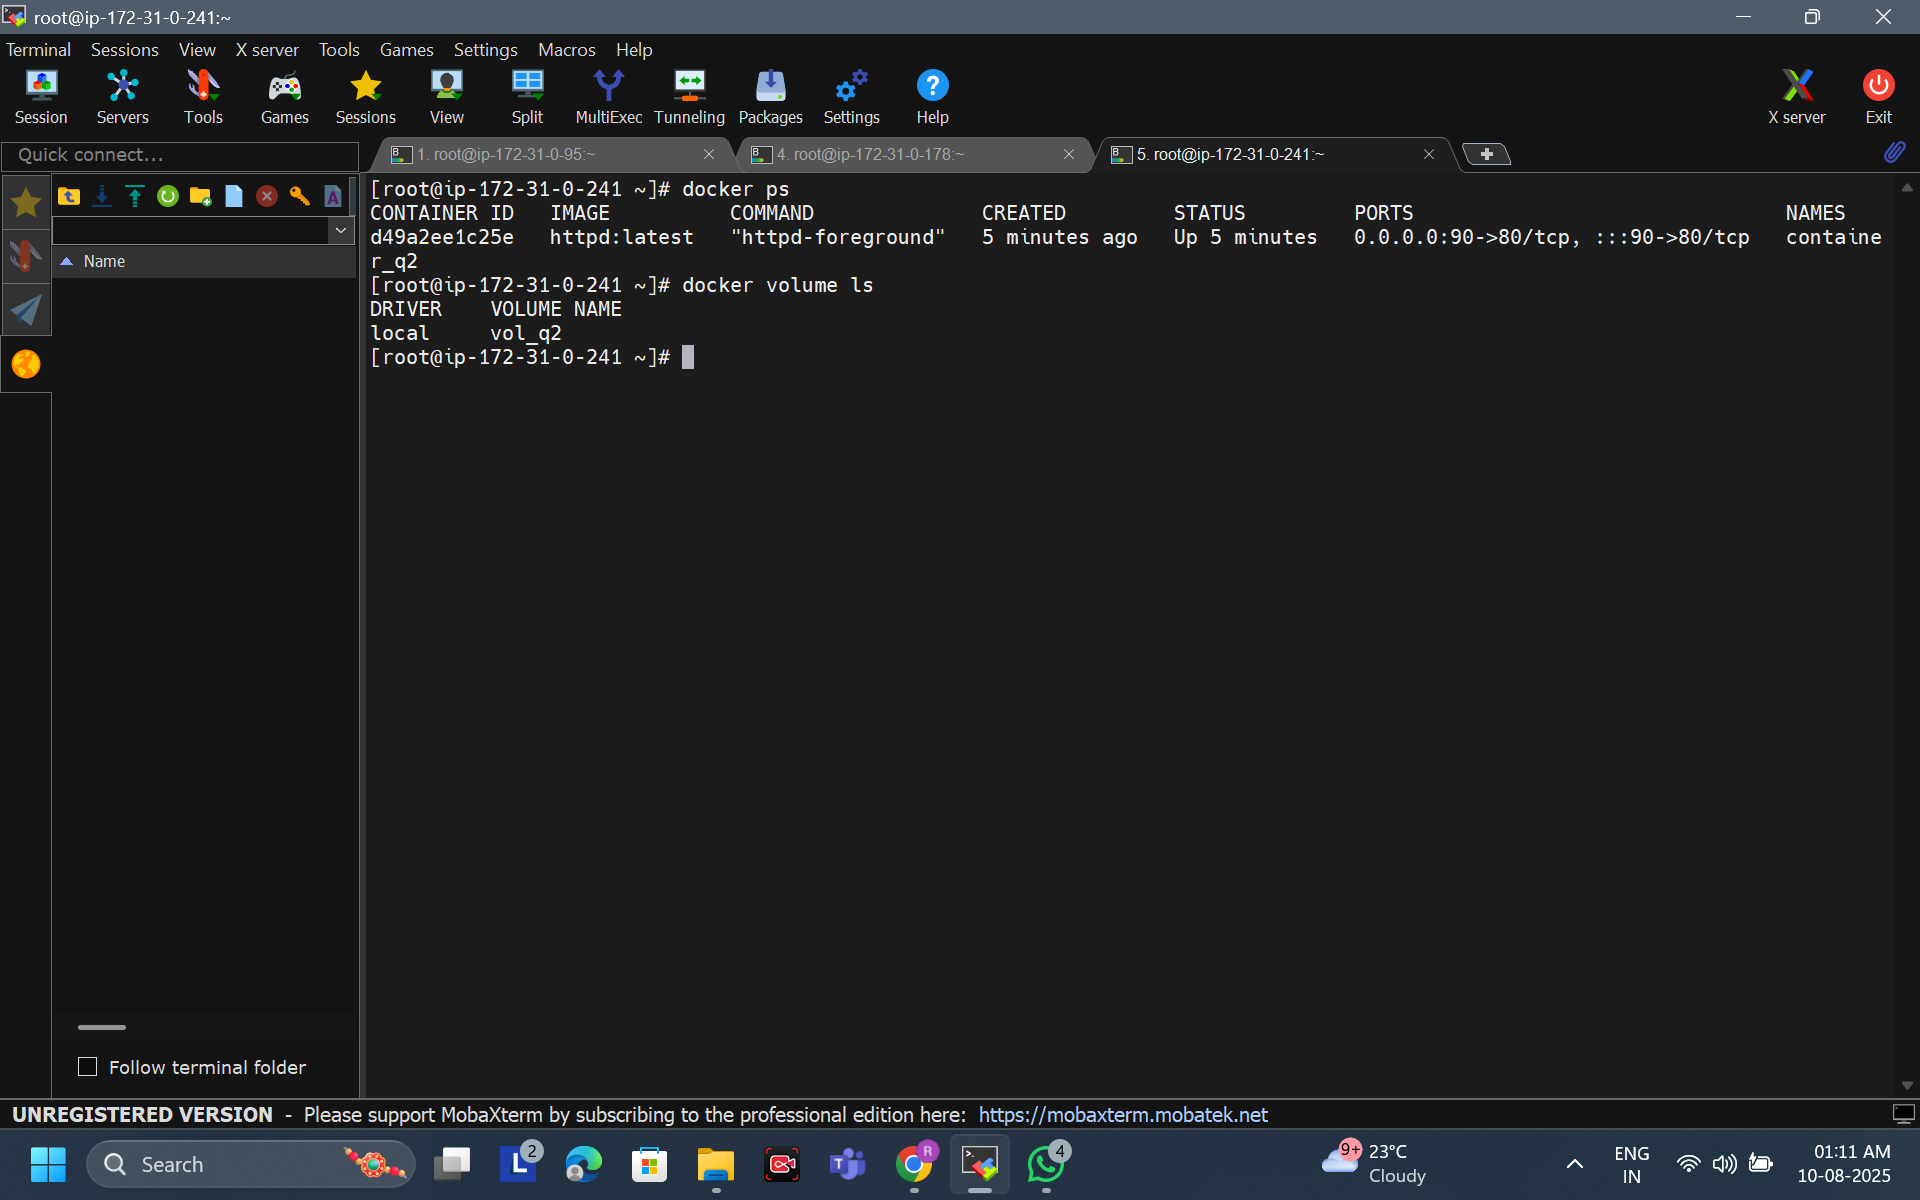 root@ip-172-31-0-241:~
Terminal Sessions View X server Tools Games Settings Macros Help
Session Servers Tools Games Sessions View Split MultiExec Tunneling Packages Settings Help X server Exit
Quick connect...
1. root@ip-172-31-0-95:~ 4. root@ip-172-31-0-178:~ 5. root@ip-172-31-0-241:~
Name
[root@ip-172-31-0-241 ~]# docker ps
CONTAINER ID IMAGE COMMAND CREATED STATUS PORTS NAMES
d49a2ee1c25e httpd:latest "httpd-foreground" 5 minutes ago Up 5 minutes 0.0.0.0:90->80/tcp, :::90->80/tcp containe
r_q2
[root@ip-172-31-0-241 ~]# docker volume ls
DRIVER VOLUME NAME
local vol_q2
[root@ip-172-31-0-241 ~]#
Follow terminal folder
UNREGISTERED VERSION - Please support MobaXterm by subscribing to the professional edition here: https://mobaxterm.mobatek.net
Search
L 2
T
R
4
9+ 23°C
Cloudy
ENG
IN
01:11 AM
10-08-2025